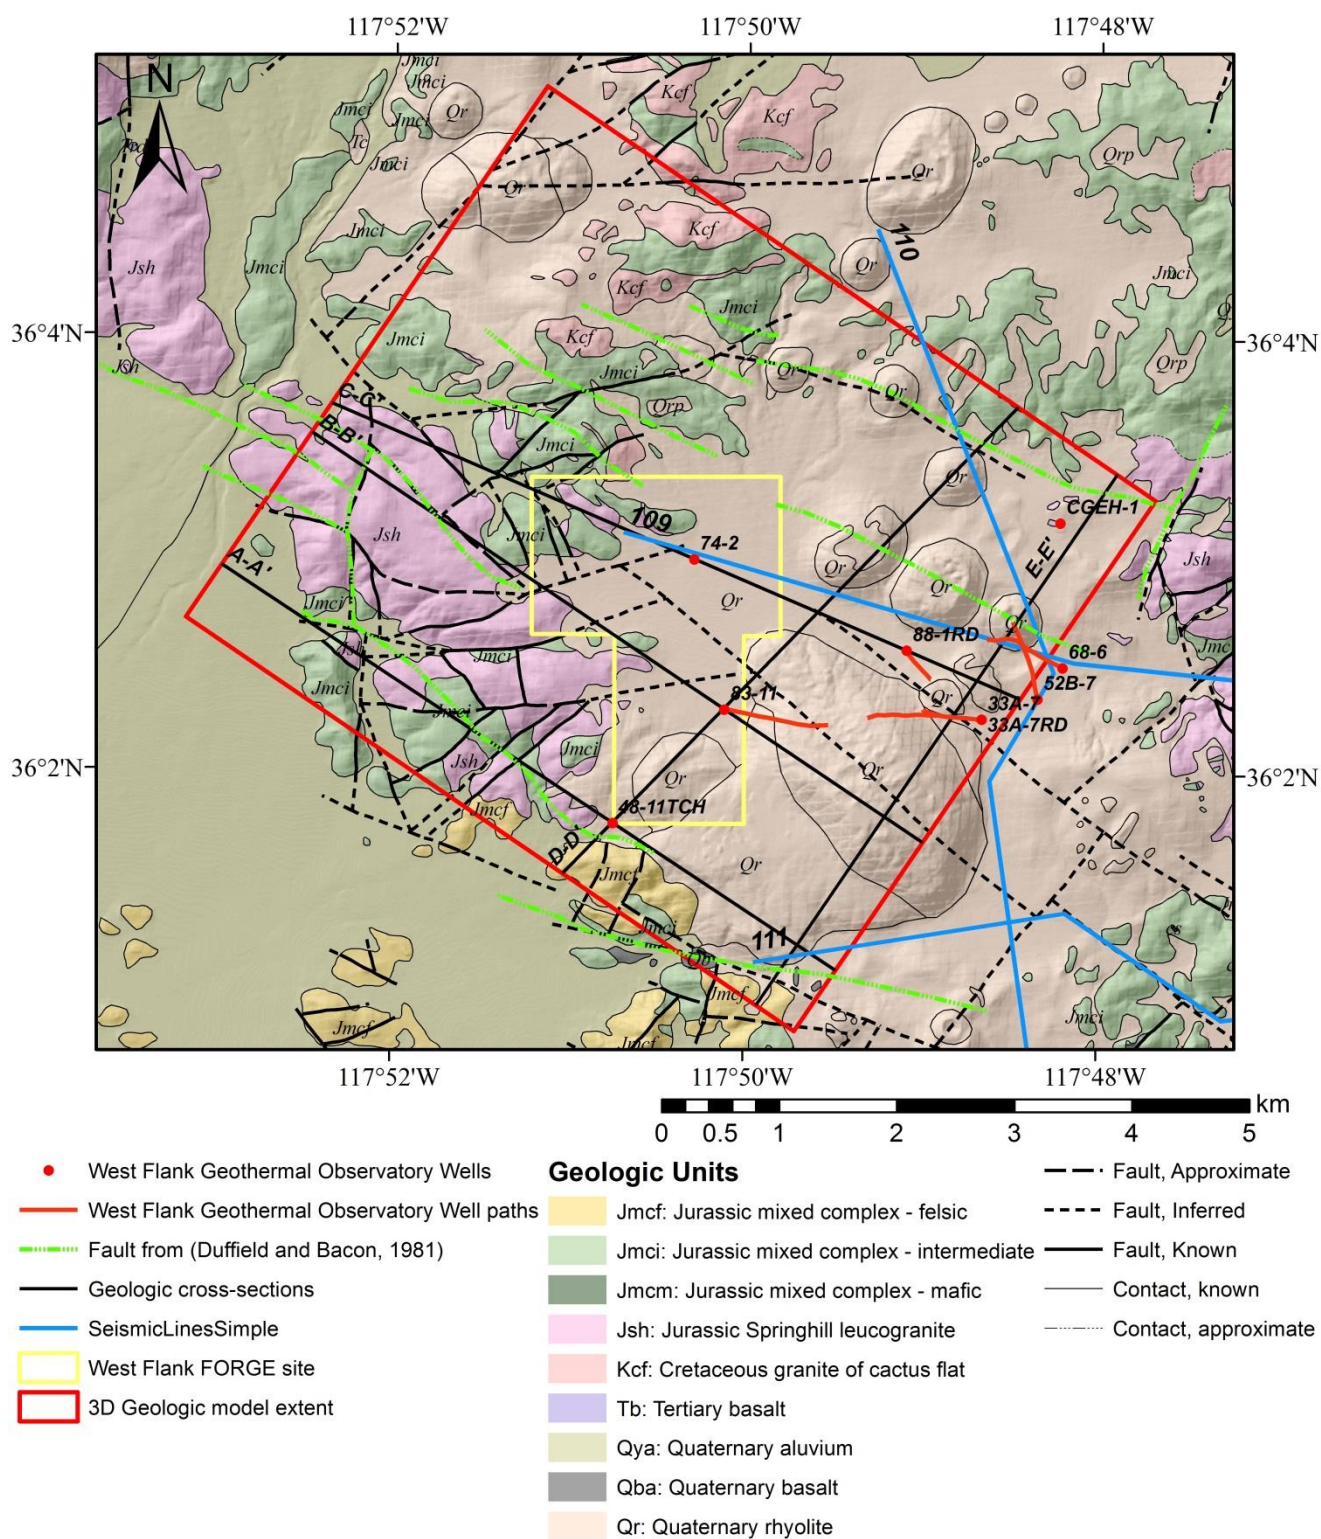 117°52'W 117°50'W 117°48'W
N
Jmci
Jmci
Jmci
Qr
Kcf
Kcf
Jmci
Tc
Jmci
Qrp
Qr
Qr
Jmci
Kcf
110
Jsh
Jmci
Qr
Jmci
Kcf
Jmci
36°4'N
36°4'N
Jmci
Kcf
Jsh
Jmci
Qr
Qrp
C-C'
Qrp
Qr
B-B'
Jmci
Qr
109
CGEH-1
Jsh
Jmci
74-2
E-E'
Jsh
A-A'
Qr
Qr
Qr
Jmci
Qr
88-1RD
68-6
Jsh
Jmci
52B-7
Jmci
83-11
Qr
33A-7
Jmci
33A-7RD
Jmci
36°2'N
Jsh
Qr
Qr
36°2'N
Jmcf
48-11TCH
D-D'
Jmcf
Qr
Jmci
111
Jmcf
Jmcf
Jmcf
Qr
Jmci
117°52'W 117°50'W 117°48'W
km
0 0.5 1 2 3 4 5
West Flank Geothermal Observatory Wells
West Flank Geothermal Observatory Well paths
Fault from (Duffield and Bacon, 1981)
Geologic cross-sections
SeismicLinesSimple
West Flank FORGE site
3D Geologic model extent
Geologic Units
Jmcf: Jurassic mixed complex - felsic
Jmci: Jurassic mixed complex - intermediate
Jmcm: Jurassic mixed complex - mafic
Jsh: Jurassic Springhill leucogranite
Kcf: Cretaceous granite of cactus flat
Tb: Tertiary basalt
Qya: Quaternary aluvium
Qba: Quaternary basalt
Qr: Quaternary rhyolite
Fault, Approximate
Fault, Inferred
Fault, Known
Contact, known
Contact, approximate